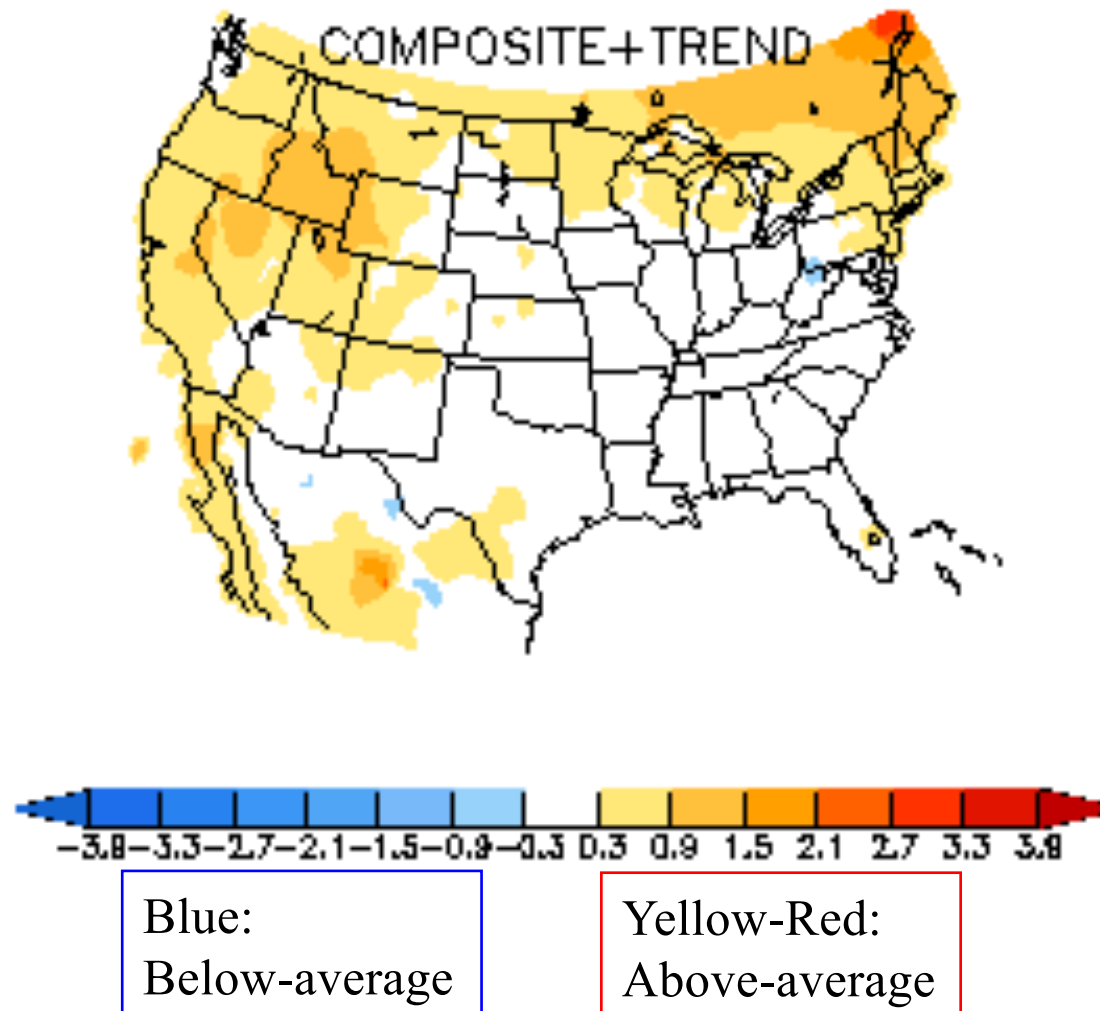 COMPOSITE+TREND
-3.8 -3.3 -2.7 -2.1 -1.5 -0.9 -0.3 0.3 0.9 1.5 2.1 2.7 3.3 3.8
Blue:
Below-average
Yellow-Red:
Above-average